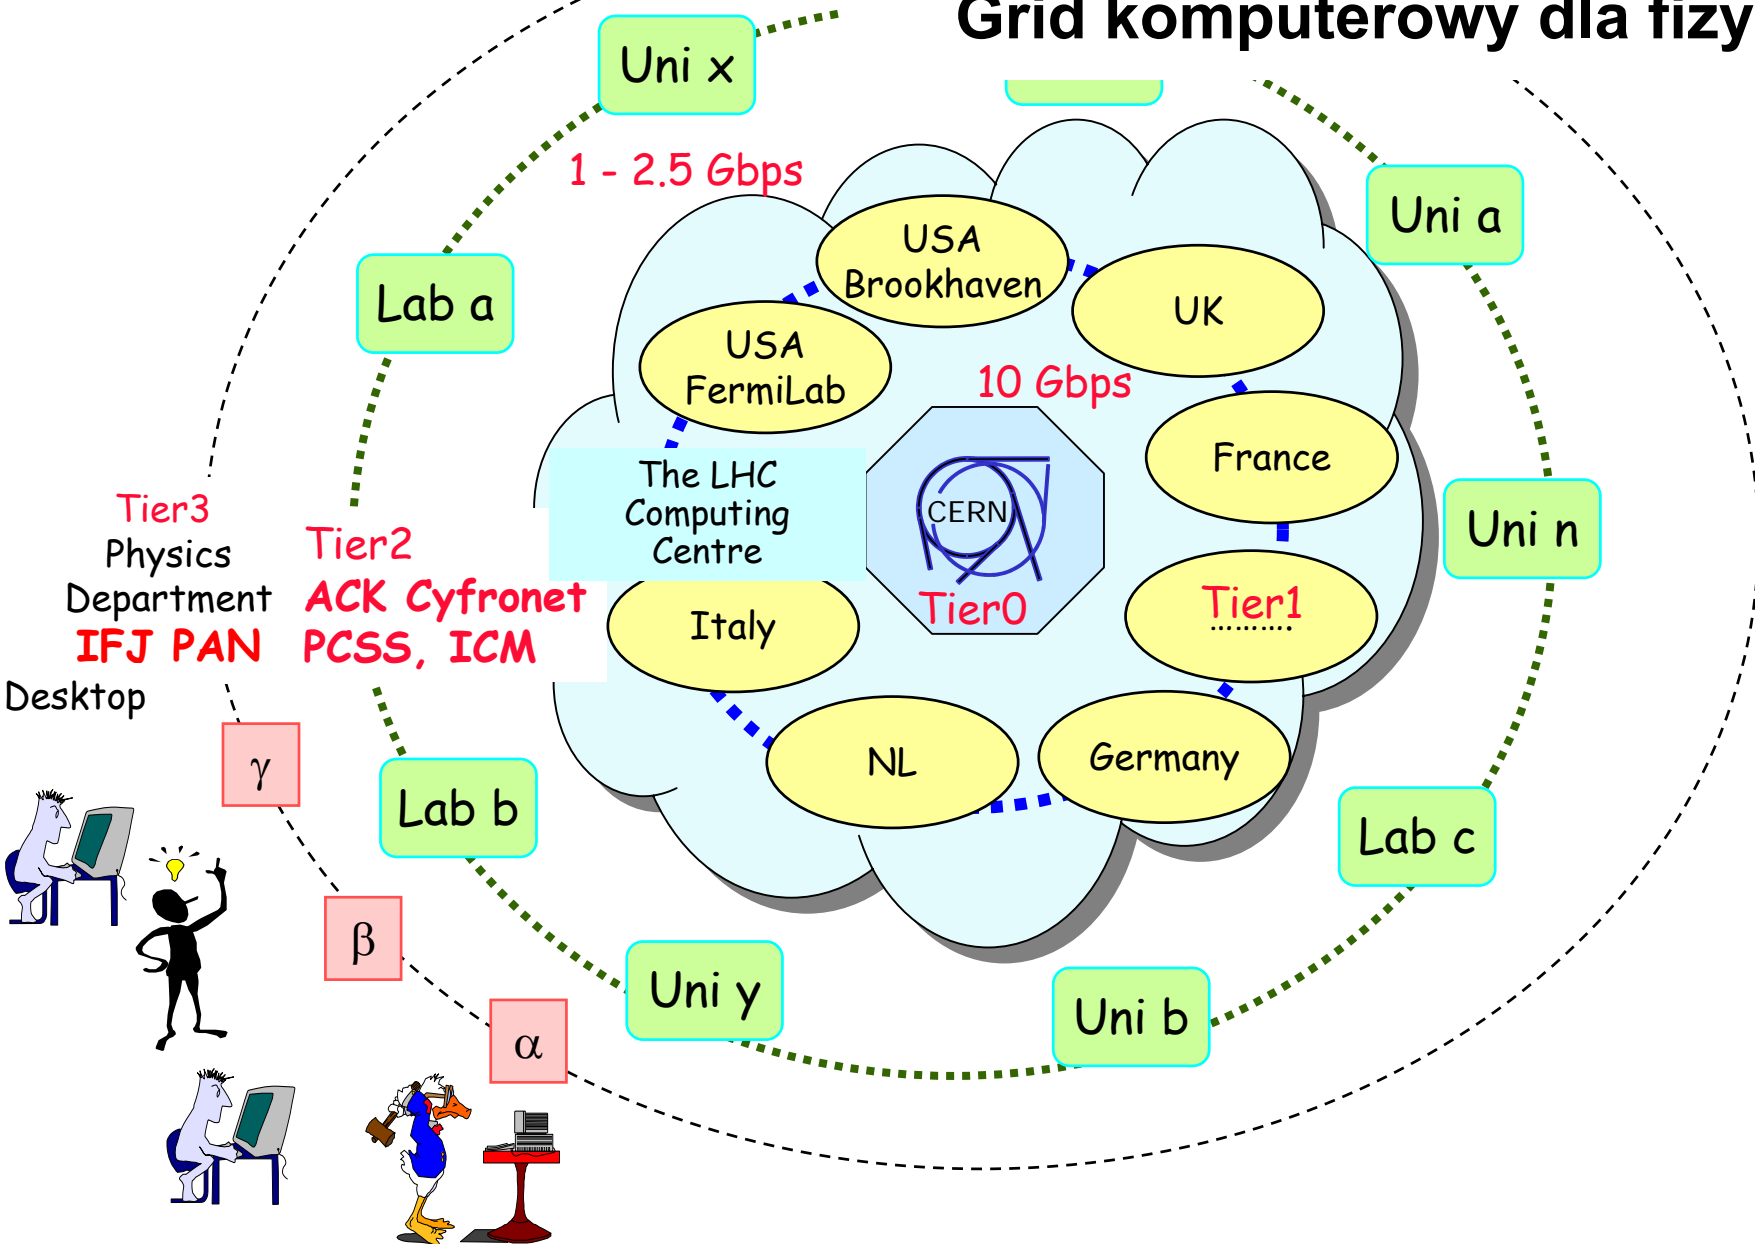 Grid komputerowy dla fizy
Uni x
1 - 2.5 Gbps
Uni a
USA
Brookhaven
Lab a
UK
USA
FermiLab
10 Gbps
France
The LHC
Computing
Centre
CERN
Tier3
Physics
Department
IFJ PAN
Desktop
Tier2
ACK Cyfronet
PCSS, ICM
Uni n
Tier0
Tier1
..........
Italy
NL
Germany
γ
Lab b
Lab c
β
Uni y
Uni b
α